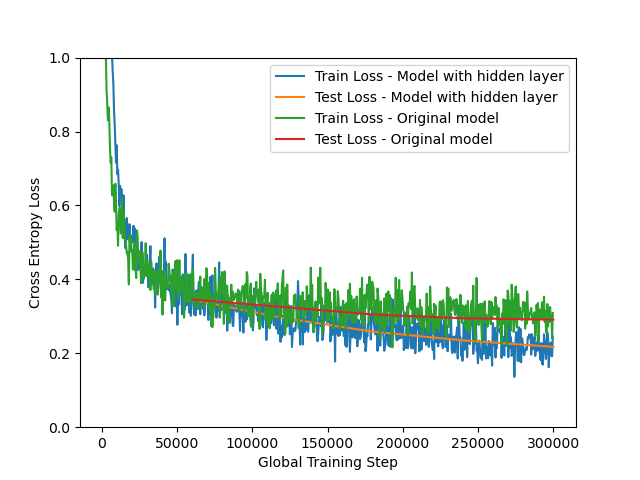 1.0
0.8
0.6
0.4
0.2
0.0
Cross Entropy Loss
Train Loss - Model with hidden layer
Test Loss - Model with hidden layer
Train Loss - Original model
Test Loss - Original model
0 50000 100000 150000 200000 250000 300000
Global Training Step